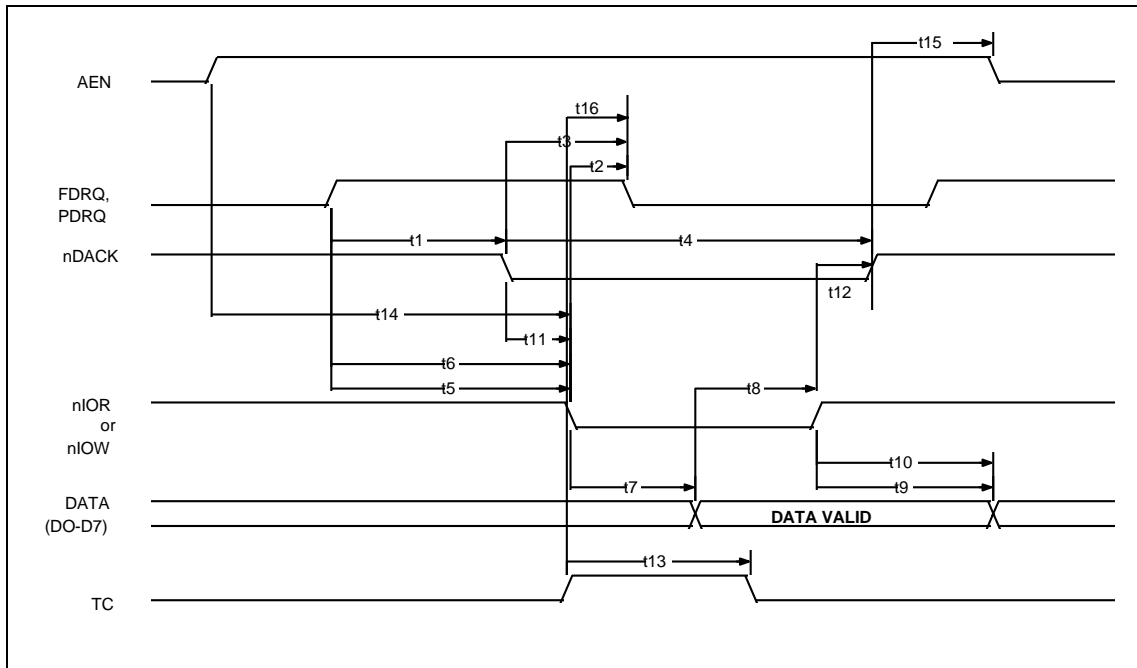 t15
AEN
t16
t3
t2
FDRQ,
PDRQ
t1
t4
nDACK
t12
t14
t11
t6
t5
t8
nIOR
or
nIOW
t10
t7
t9
DATA
(DO-D7)
DATA VALID
t13
TC